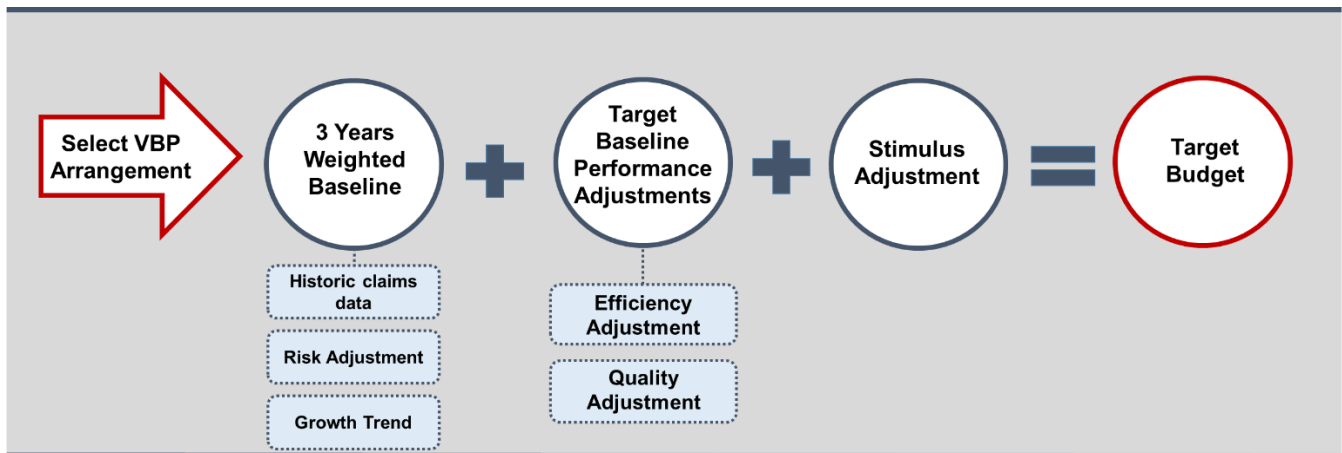 Select VBP
Arrangement
3 Years
Weighted
Baseline
Historic claims
data
Risk Adjustment
Growth Trend
Target
Baseline
Performance
Adjustments
Efficiency
Adjustment
Quality
Adjustment
Stimulus
Adjustment
Target
Budget